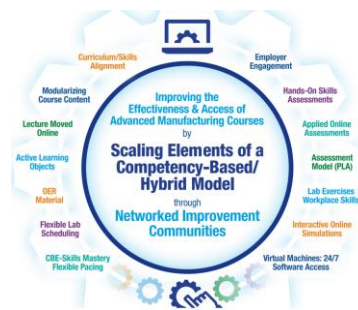 Curriculum/Skills
Alignment
Employer
Engagement
Modularizing
Course Content
Hands-On Skills
Assessments
Lecture Moved
Online
Applied Online
Assessments
Active Learning
Objects
Assessment
Model (PLA)
OER
Material
Lab Exercises
Workplace Skills
Flexible Lab
Scheduling
Interactive Online
Simulations
CBE-Skills Mastery
Flexible Pacing
Virtual Machines: 24/7
Software Access
Improving the
Effectiveness & Access of
Advanced Manufacturing Courses
by
Scaling Elements of a
Competency-Based/
Hybrid Model
through
Networked Improvement
Communities